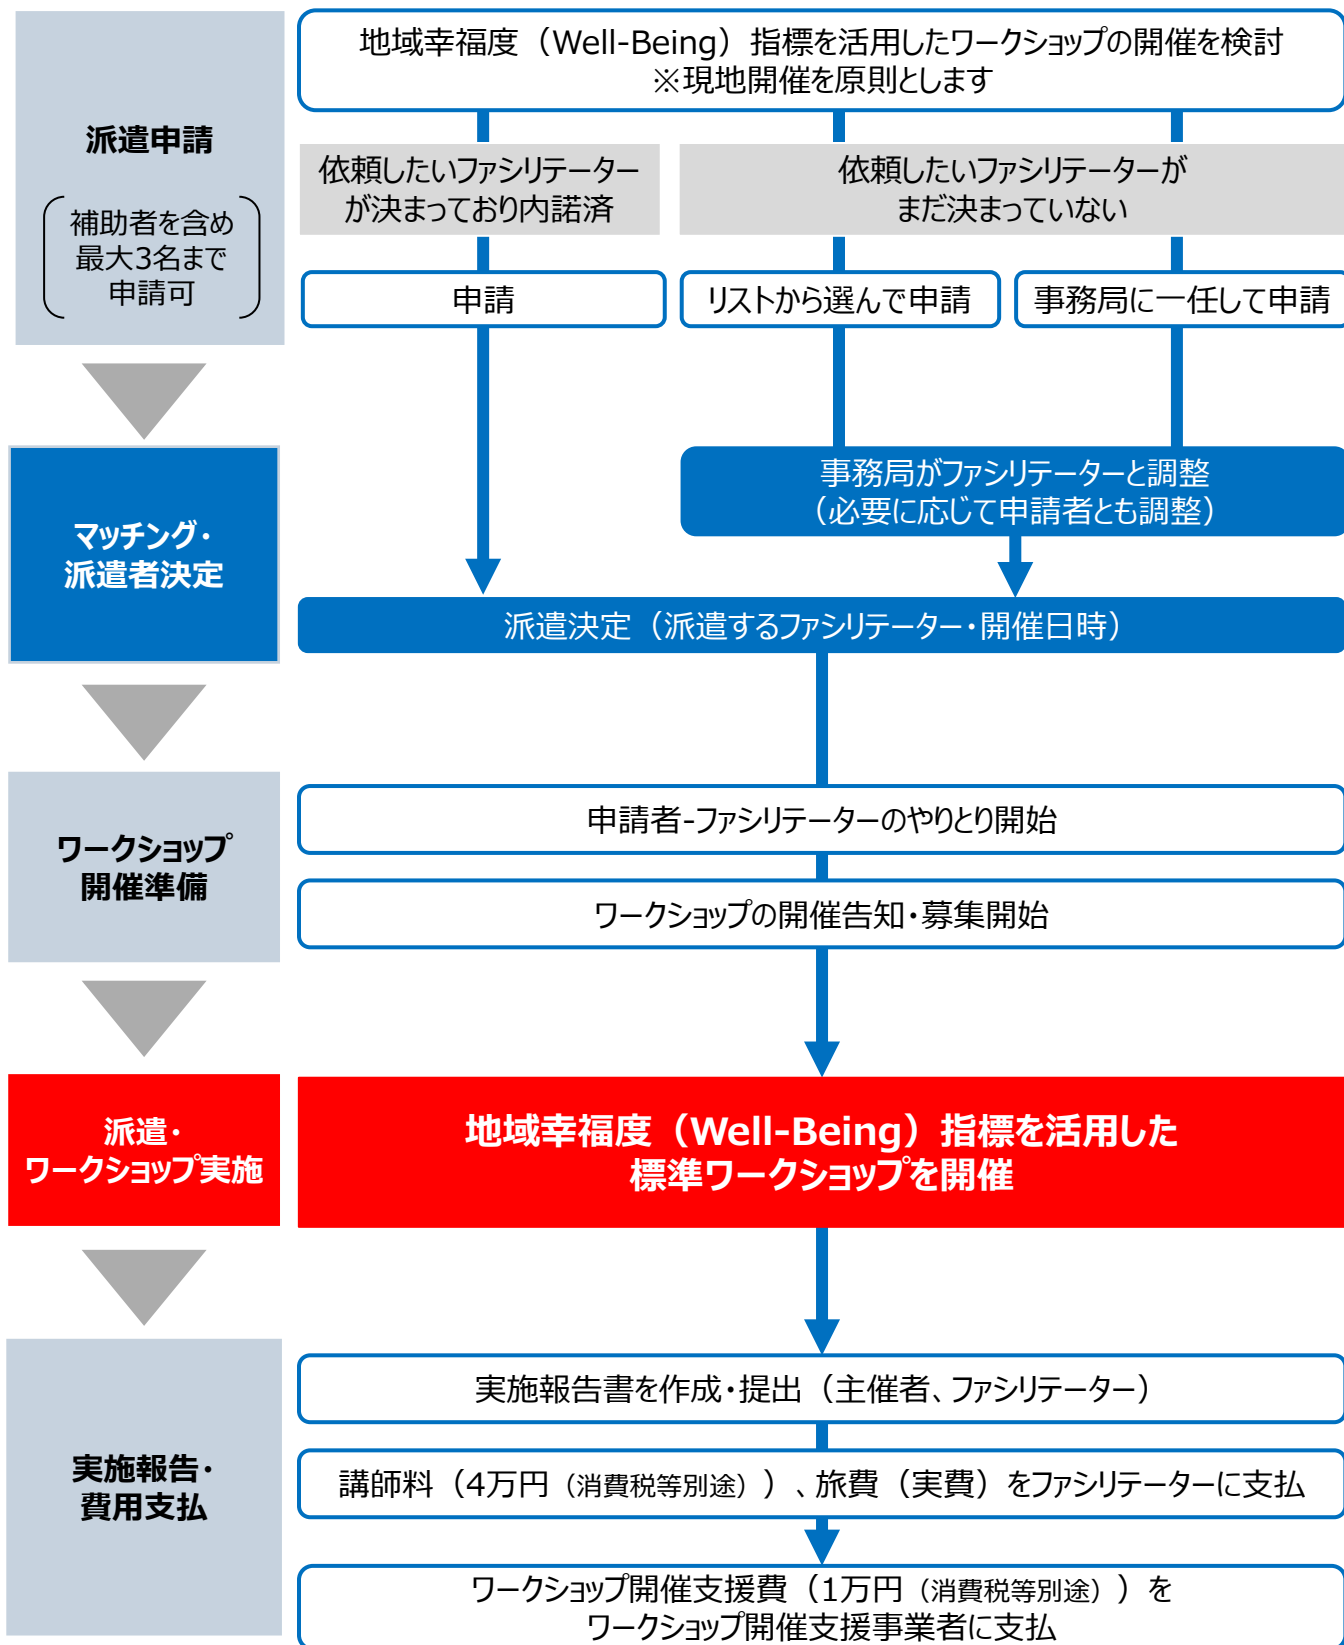 地域幸福度（Well-Being）指標を活用したワークショップの開催を検討
※現地開催を原則とします
派遣申請
補助者を含め
最大3名まで
申請可
依頼したいファシリテーター
が決まっており内諾済
依頼したいファシリテーターが
まだ決まっていない
申請
リストから選んで申請
事務局に一任して申請
マッチング・
派遣者決定
事務局がファシリテーターと調整
（必要に応じて申請者とも調整）
派遣決定（派遣するファシリテーター・開催日時）
ワークショップ
開催準備
申請者-ファシリテーターのやりとり開始
ワークショップの開催告知・募集開始
派遣・
ワークショップ実施
地域幸福度（Well-Being）指標を活用した
標準ワークショップを開催
実施報告・
費用支払
実施報告書を作成・提出（主催者、ファシリテーター）
講師料（4万円（消費税等別途））、旅費（実費）をファシリテーターに支払
ワークショップ開催支援費（1万円（消費税等別途））を
ワークショップ開催支援事業者に支払